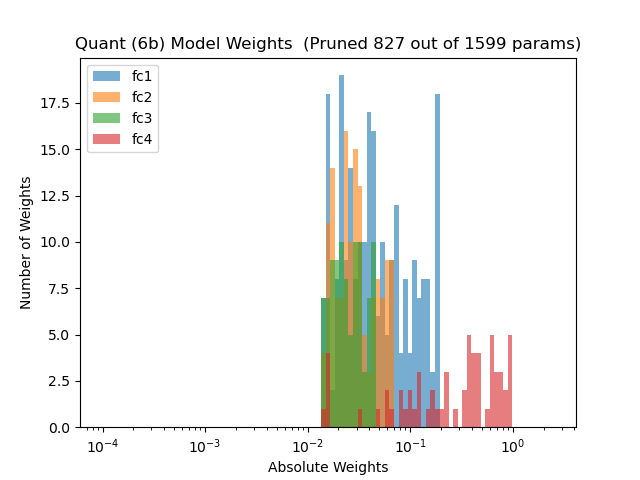 Quant (6b) Model Weights  (Pruned 827 out of 1599 params)
fc1
fc2
fc3
fc4
17.5
15.0
12.5
10.0
7.5
5.0
2.5
0.0
Number of Weights
10⁻⁴ 10⁻³ 10⁻² 10⁻¹ 10⁰
Absolute Weights